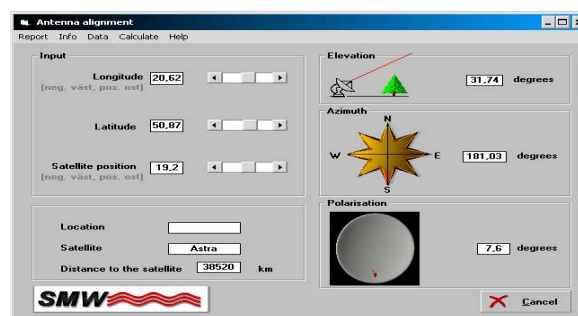 Antenna alignment
Report Info Data Calculate Help
Input
Longitude 20,62
(neg. väst, pos. ost)
Latitude 50,87
Satellite position 19,2
(neg. väst, pos. ost)
Location
Satellite Astra
Distance to the satellite 38520 km
SMW
Elevation
31,74 degrees
Azimuth
N
W E 181,03 degrees
S
Polarisation
7,6 degrees
Cancel